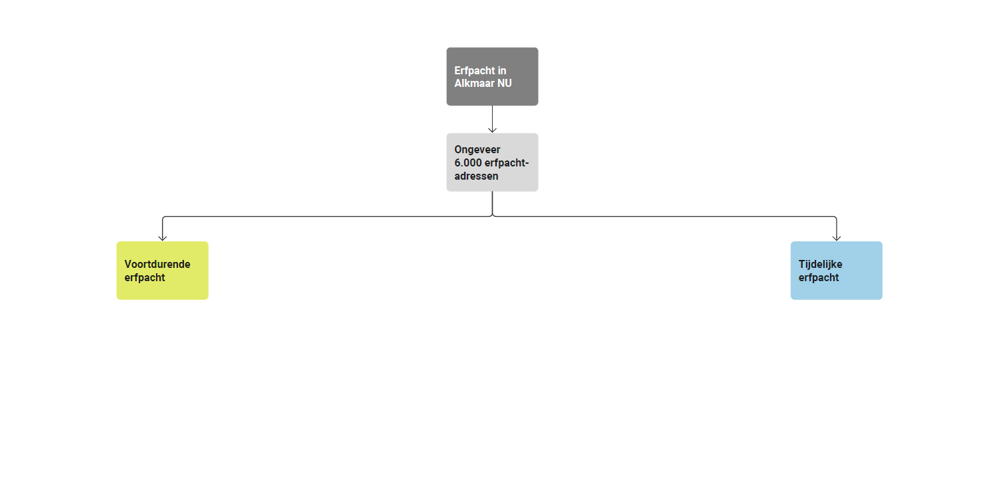 Erfpacht in
Alkmaar NU
Ongeveer
6.000 erfpacht-
adressen
Voortdurende
erfpacht
Tijdelijke
erfpacht